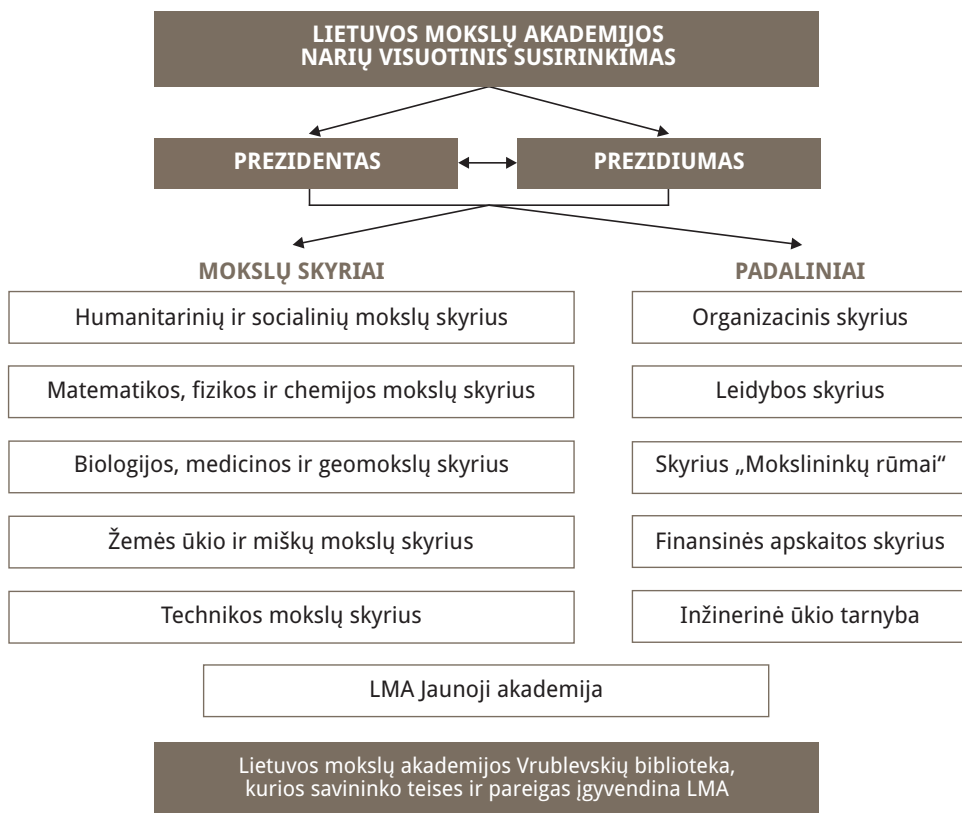 LIETUVOS MOKSLŲ AKADEMIJOS
NARIŲ VISUOTINIS SUSIRINKIMAS
PREZIDENTAS
PREZIDIUMAS
MOKSLŲ SKYRIAI
Humanitarinių ir socialinių mokslų skyrius
Matematikos, fizikos ir chemijos mokslų skyrius
Biologijos, medicinos ir geomokslų skyrius
Žemės ūkio ir miškų mokslų skyrius
Technikos mokslų skyrius
PADALINIAI
Organizacinis skyrius
Leidybos skyrius
Skyrius „Mokslininkų rūmai“
Finansinės apskaitos skyrius
Inžinerinė ūkio tarnyba
LMA Jaunoji akademija
Lietuvos mokslų akademijos Vrublevskių biblioteka,
kurios savininko teises ir pareigas įgyvendina LMA